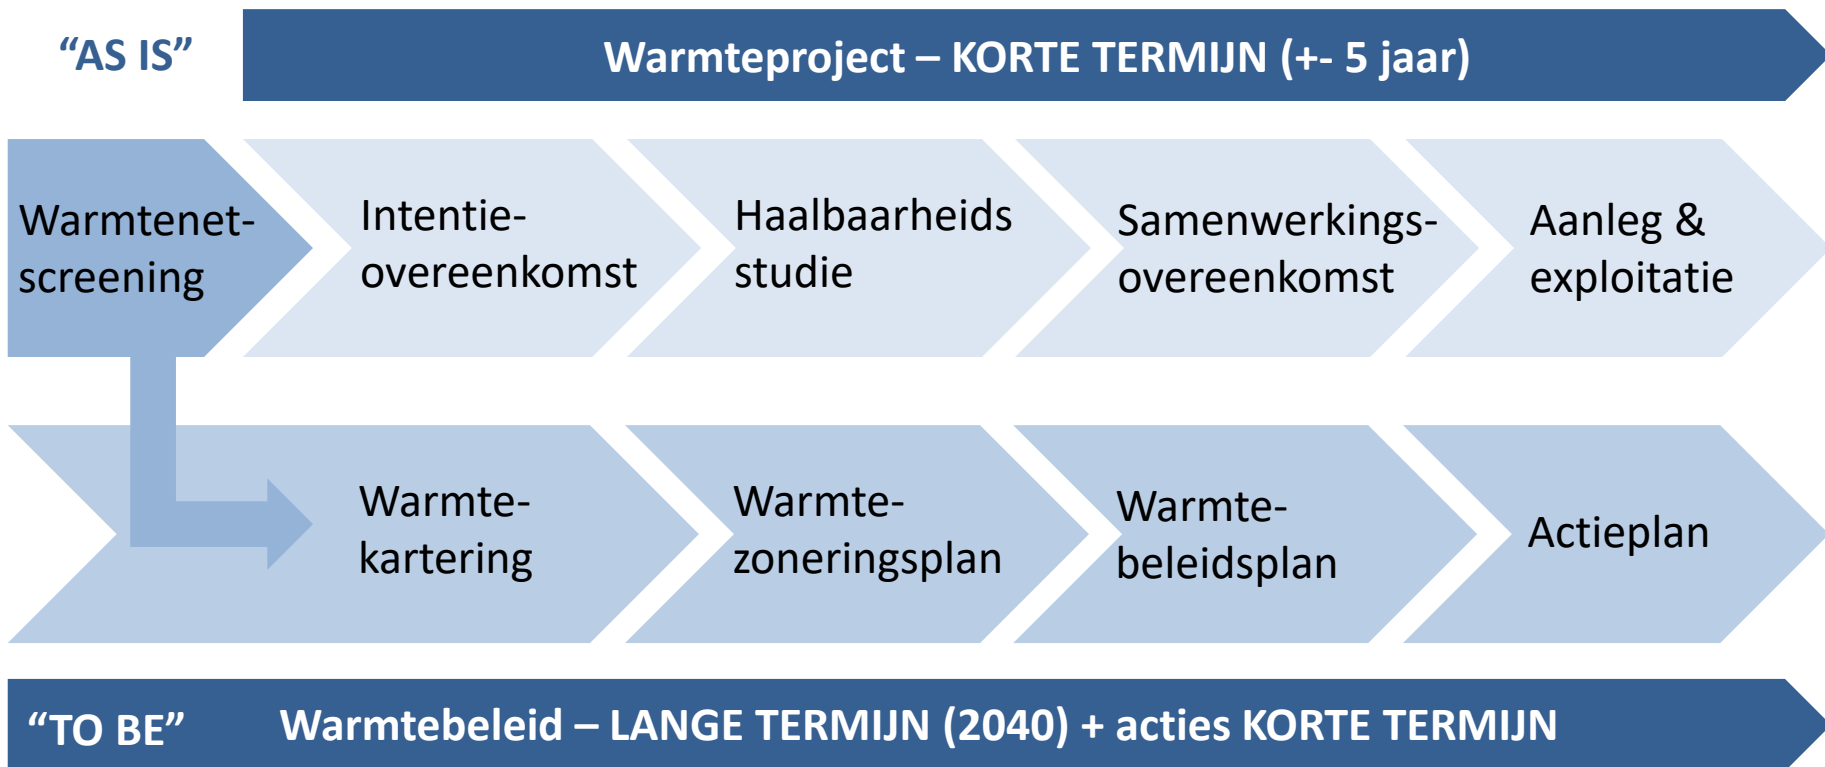 “AS IS”
Warmteproject – KORTE TERMIJN (+- 5 jaar)
Warmtenet-
screening
Intentie-
overeenkomst
Haalbaarheids
studie
Samenwerkings-
overeenkomst
Aanleg &
exploitatie
Warmte-
kartering
Warmte-
zoneringsplan
Warmte-
beleidsplan
Actieplan
“TO BE”
Warmtebeleid – LANGE TERMIJN (2040) + acties KORTE TERMIJN